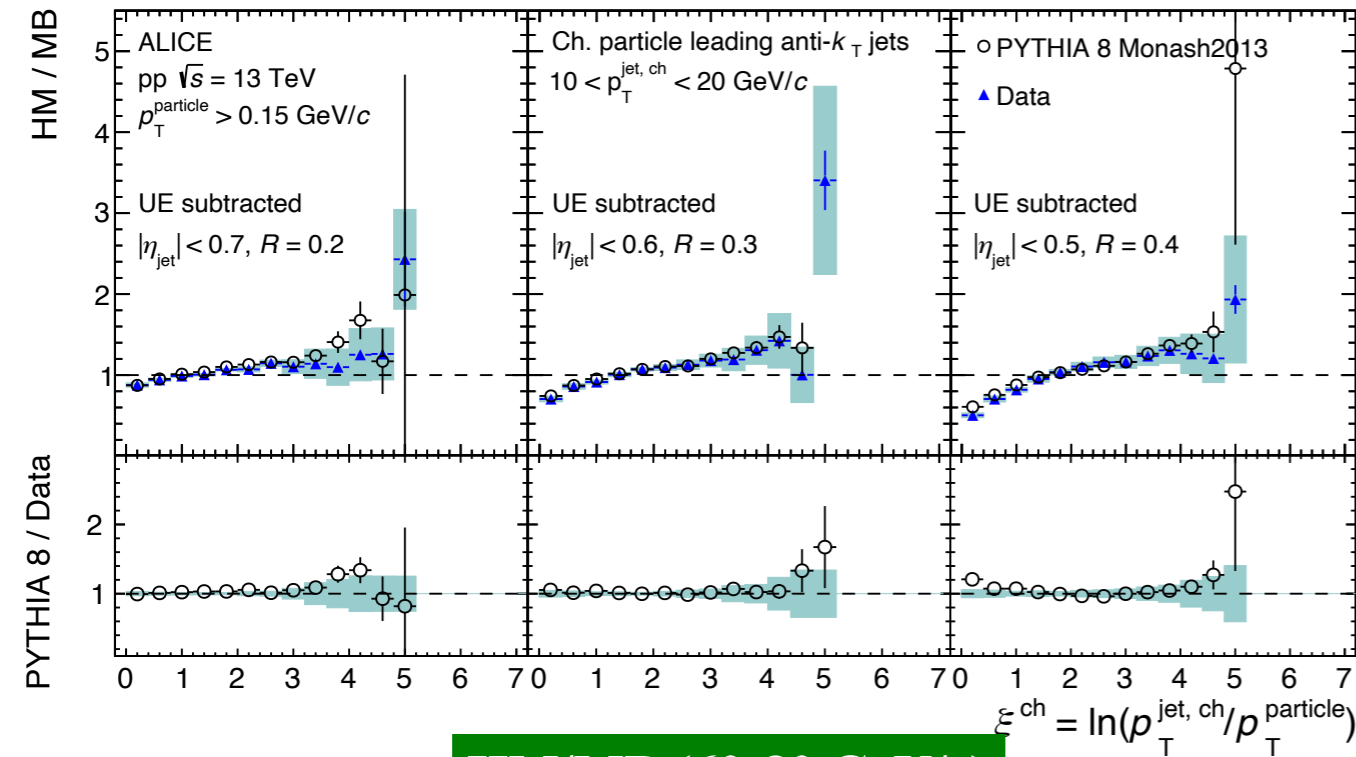 HM / MB
5
4
3
2
1
ALICE
pp √s = 13 TeV
p_T^particle > 0.15 GeV/c
UE subtracted
|η_jet| < 0.7, R = 0.2
Ch. particle leading anti-k_T jets
10 < p_T^jet, ch < 20 GeV/c
UE subtracted
|η_jet| < 0.6, R = 0.3
PYTHIA 8 Monash2013
Data
UE subtracted
|η_jet| < 0.5, R = 0.4
PYTHIA 8 / Data
2
1
0 1 2 3 4 5 6 7 0 1 2 3 4 5 6 7 0 1 2 3 4 5 6 7
ξ^ch = ln(p_T^jet, ch/p_T^particle)